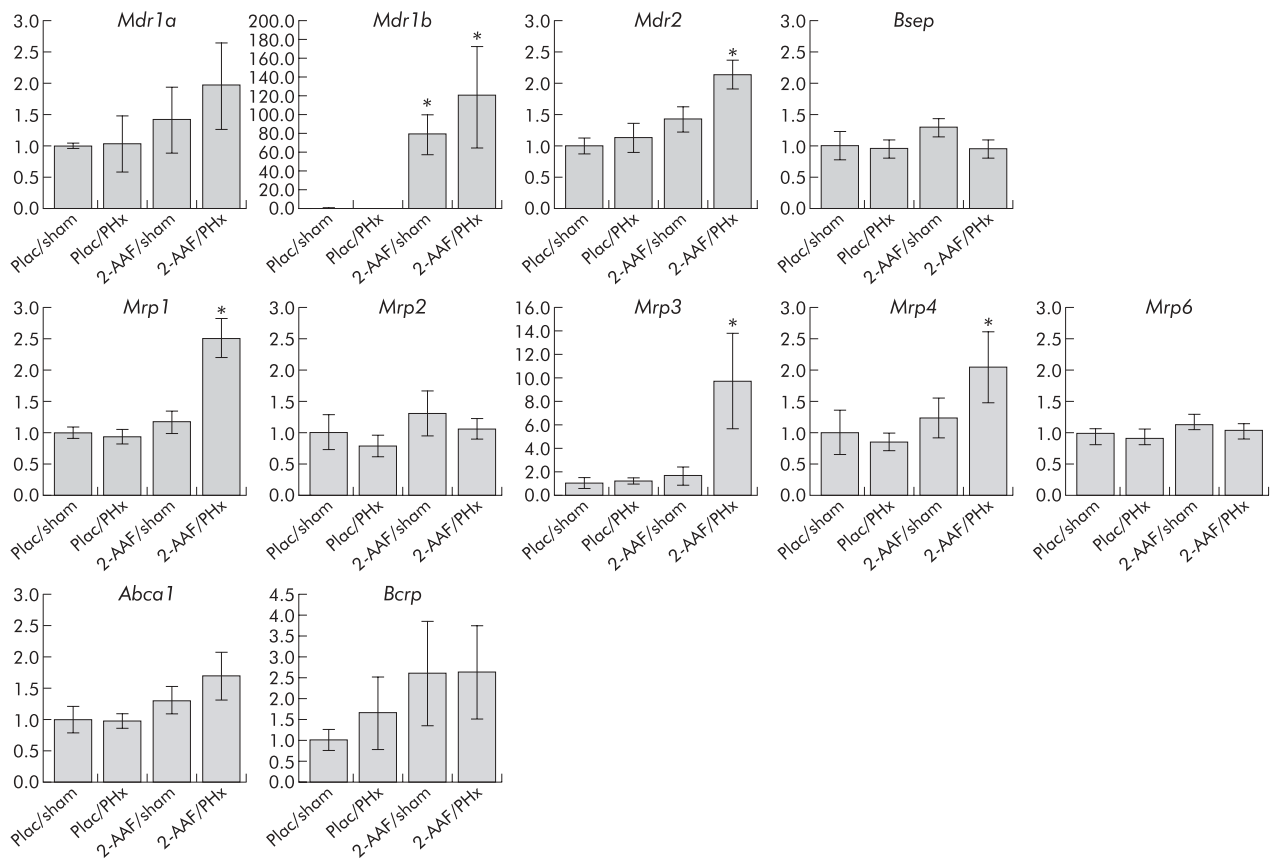 Mdr1a
3.0
2.5
2.0
1.5
1.0
0.5
0.0
Plac/sham
Plac/PHx
2-AAF/sham
2-AAF/PHx
Mdr1b
200.0
180.0
160.0
140.0
120.0
100.0
80.0
60.0
40.0
20.0
0.0
*
*
Plac/sham
Plac/PHx
2-AAF/sham
2-AAF/PHx
Mdr2
3.0
2.5
2.0
1.5
1.0
0.5
0.0
*
Plac/sham
Plac/PHx
2-AAF/sham
2-AAF/PHx
Bsep
3.0
2.5
2.0
1.5
1.0
0.5
0.0
Plac/sham
Plac/PHx
2-AAF/sham
2-AAF/PHx
Mrp1
3.0
2.5
2.0
1.5
1.0
0.5
0.0
*
Plac/sham
Plac/PHx
2-AAF/sham
2-AAF/PHx
Mrp2
3.0
2.5
2.0
1.5
1.0
0.5
0.0
Plac/sham
Plac/PHx
2-AAF/sham
2-AAF/PHx
Mrp3
16.0
14.0
12.0
10.0
8.0
6.0
4.0
2.0
0.0
*
Plac/sham
Plac/PHx
2-AAF/sham
2-AAF/PHx
Mrp4
3.0
2.5
2.0
1.5
1.0
0.5
0.0
*
Plac/sham
Plac/PHx
2-AAF/sham
2-AAF/PHx
Mrp6
3.0
2.5
2.0
1.5
1.0
0.5
0.0
Plac/sham
Plac/PHx
2-AAF/sham
2-AAF/PHx
Abca1
3.0
2.5
2.0
1.5
1.0
0.5
0.0
Plac/sham
Plac/PHx
2-AAF/sham
2-AAF/PHx
Bcrp
4.5
4.0
3.5
3.0
2.5
2.0
1.5
1.0
0.5
0.0
Plac/sham
Plac/PHx
2-AAF/sham
2-AAF/PHx